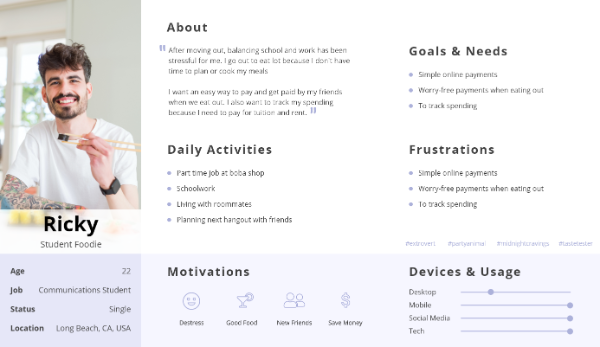 Ricky
Student Foodie
Age 22
Job Communications Student
Status Single
Location Long Beach, CA, USA
About
" After moving out, balancing school and work has been
stressful for me. I go out to eat lot because I don't have
time to plan or cook my meals
I want an easy way to pay and get paid by my friends
when we eat out. I also want to track my spending
because I need to pay for tuition and rent. "
Daily Activities
Part time job at boba shop
Schoolwork
Living with roommates
Planning next hangout with friends
Goals & Needs
Simple online payments
Worry-free payments when eating out
To track spending
Frustrations
Simple online payments
Worry-free payments when eating out
To track spending
#extrovert #partyanimal #midnightcravings #tastetester
Motivations
Destress Good Food New Friends Save Money
Devices & Usage
Desktop
Mobile
Social Media
Tech